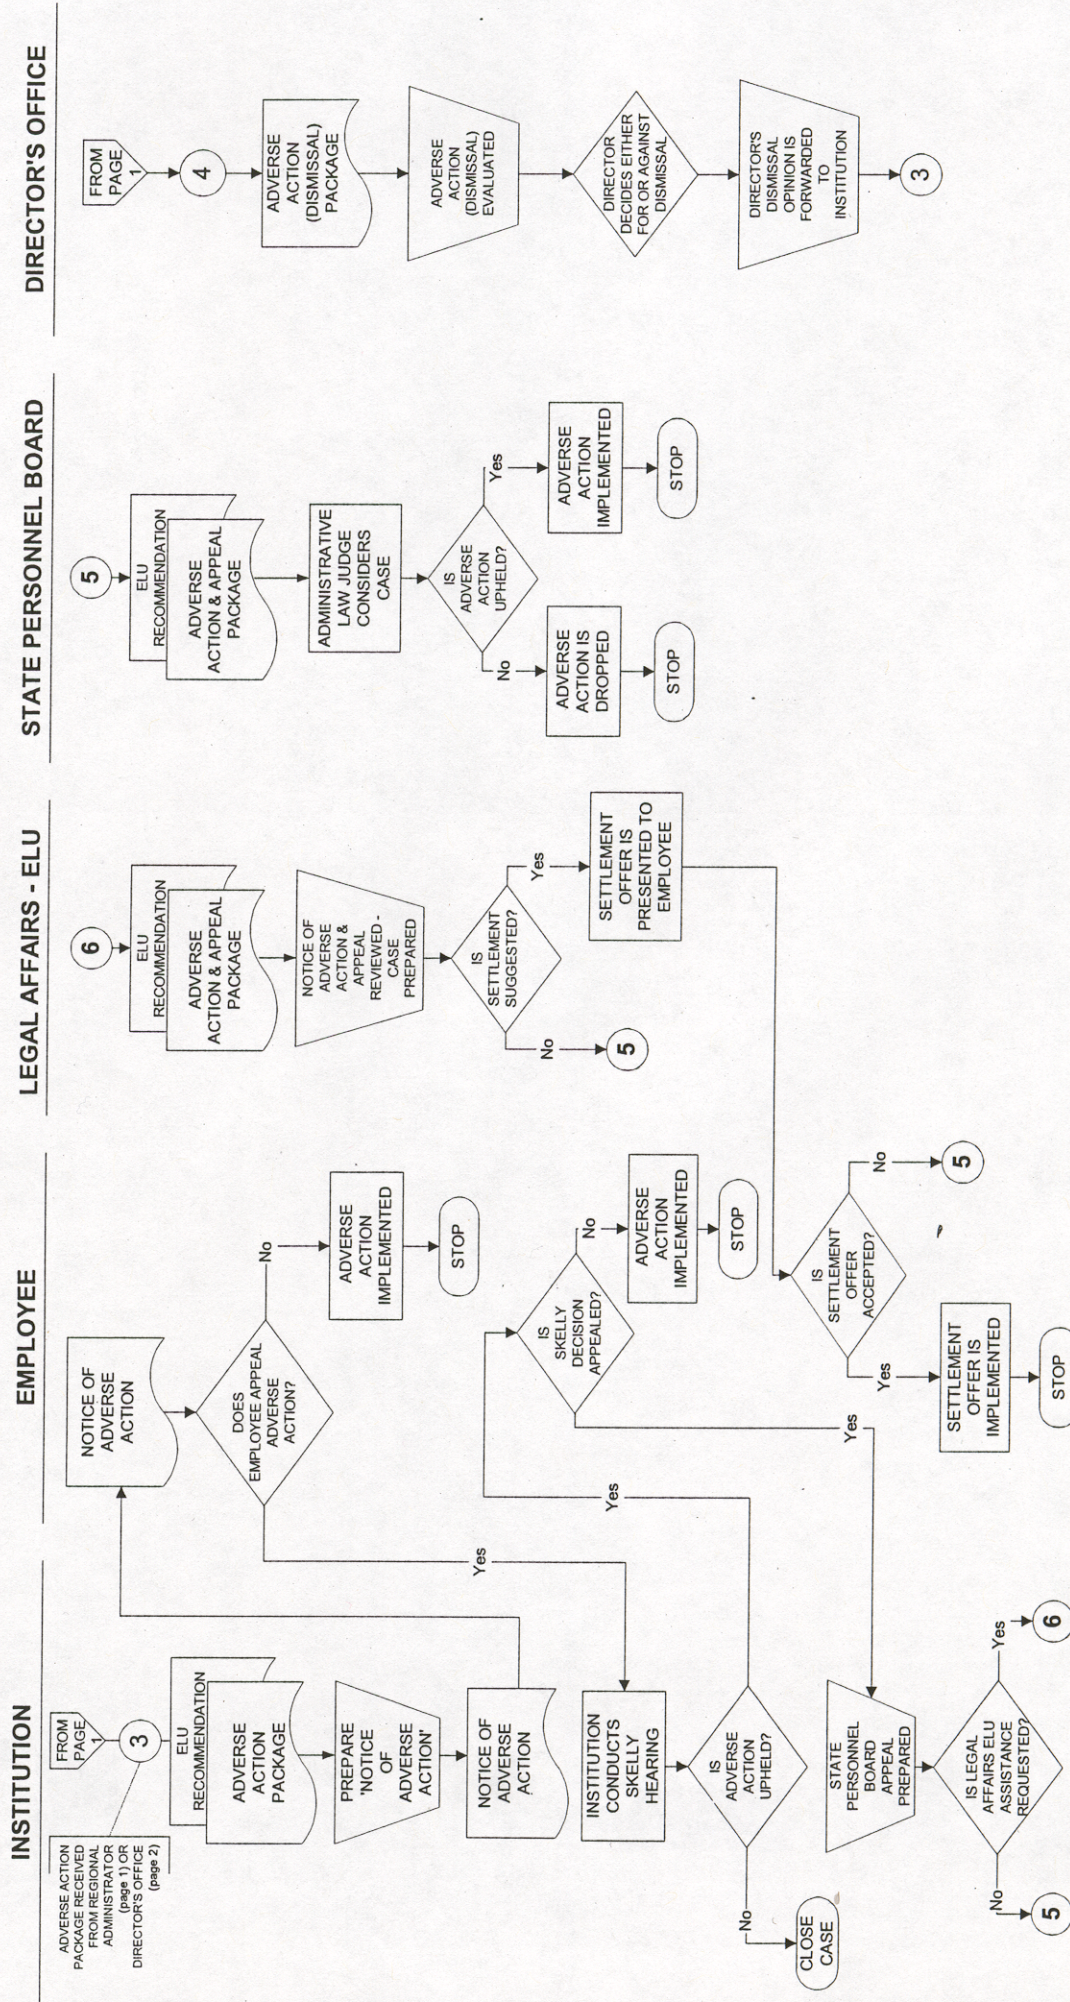 INSTITUTION
FROM
PAGE
1
3
ADVERSE ACTION
PACKAGE RECEIVED
FROM REGIONAL
ADMINISTRATOR
(page 1) OR
DIRECTOR'S OFFICE
(page 2)
ELU
RECOMMENDATION
ADVERSE
ACTION
PACKAGE
PREPARE
'NOTICE
OF
ADVERSE
ACTION'
NOTICE OF
ADVERSE
ACTION
INSTITUTION
CONDUCTS
SKELLY
HEARING
IS
ADVERSE
ACTION
UPHELD?
No
CLOSE
CASE
Yes
STATE
PERSONNEL
BOARD
APPEAL
PREPARED
IS LEGAL
AFFAIRS ELU
ASSISTANCE
REQUESTED?
No
5
Yes
6
EMPLOYEE
NOTICE OF
ADVERSE
ACTION
DOES
EMPLOYEE APPEAL
ADVERSE
ACTION?
Yes
No
ADVERSE
ACTION
IMPLEMENTED
STOP
IS
SKELLY
DECISION
APPEALED?
Yes
No
ADVERSE
ACTION
IMPLEMENTED
STOP
IS
SETTLEMENT
OFFER
ACCEPTED?
Yes
SETTLEMENT
OFFER IS
IMPLEMENTED
STOP
No
5
LEGAL AFFAIRS - ELU
6
ELU
RECOMMENDATION
ADVERSE
ACTION & APPEAL
PACKAGE
NOTICE OF
ADVERSE
ACTION &
APPEAL
REVIEWED -
CASE
PREPARED
IS
SETTLEMENT
SUGGESTED?
No
5
Yes
SETTLEMENT
OFFER IS
PRESENTED TO
EMPLOYEE
STATE PERSONNEL BOARD
5
ELU
RECOMMENDATION
ADVERSE
ACTION & APPEAL
PACKAGE
ADMINISTRATIVE
LAW JUDGE
CONSIDERS
CASE
IS
ADVERSE
ACTION
UPHELD?
No
ADVERSE
ACTION IS
DROPPED
STOP
Yes
ADVERSE
ACTION
IMPLEMENTED
STOP
DIRECTOR'S OFFICE
FROM
PAGE
1
4
ADVERSE
ACTION
(DISMISSAL)
PACKAGE
ADVERSE
ACTION
(DISMISSAL)
EVALUATED
DIRECTOR
DECIDES EITHER
FOR OR AGAINST
DISMISSAL
DIRECTOR'S
DISMISSAL
OPINION IS
FORWARDED
TO
INSTITUTION
3